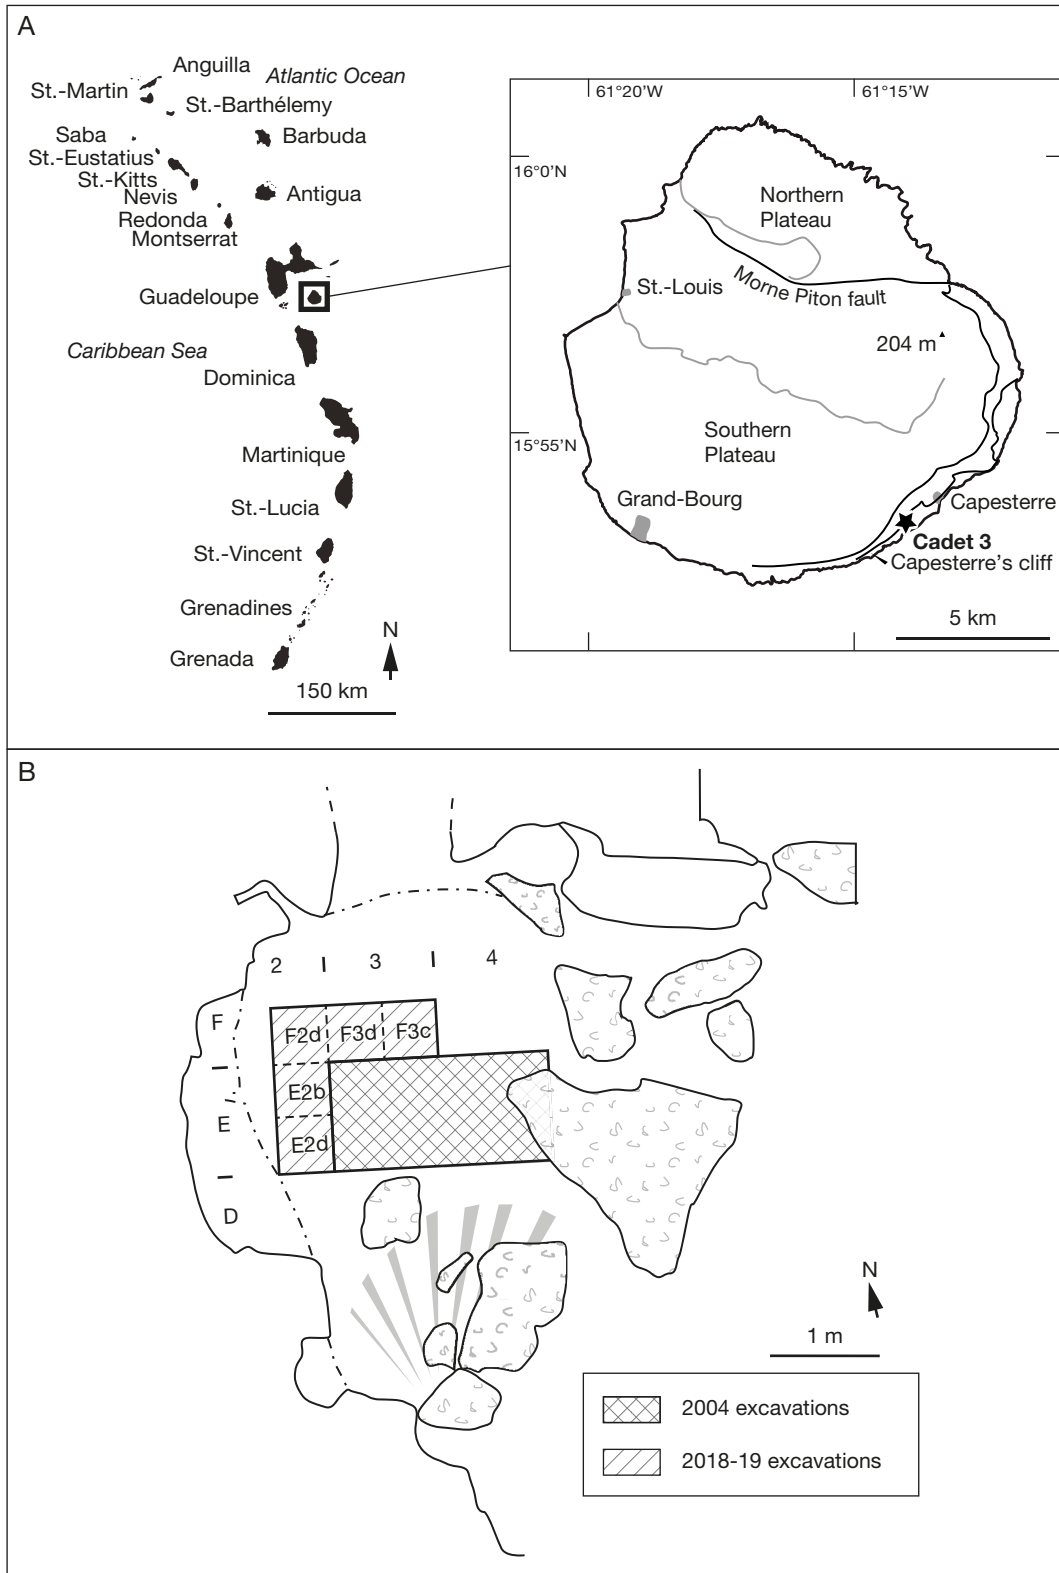 A
Anguilla
Atlantic Ocean
St.-Martin
St.-Barthélemy
Saba
Barbuda
St.-Eustatius
St.-Kitts
Nevis
Antigua
Redonda
Montserrat
Guadeloupe
Caribbean Sea
Dominica
Martinique
St.-Lucia
St.-Vincent
Grenadines
Grenada
N
150 km
61°20’W
61°15’W
16°0’N
Northern
Plateau
St.-Louis
Morne Piton fault
204 m
15°55’N
Southern
Plateau
Grand-Bourg
Capesterre
Cadet 3
Capesterre’s cliff
5 km
B
2
3
4
F
F2d
F3d
F3c
E
E2b
E2d
D
N
1 m
2004 excavations
2018-19 excavations